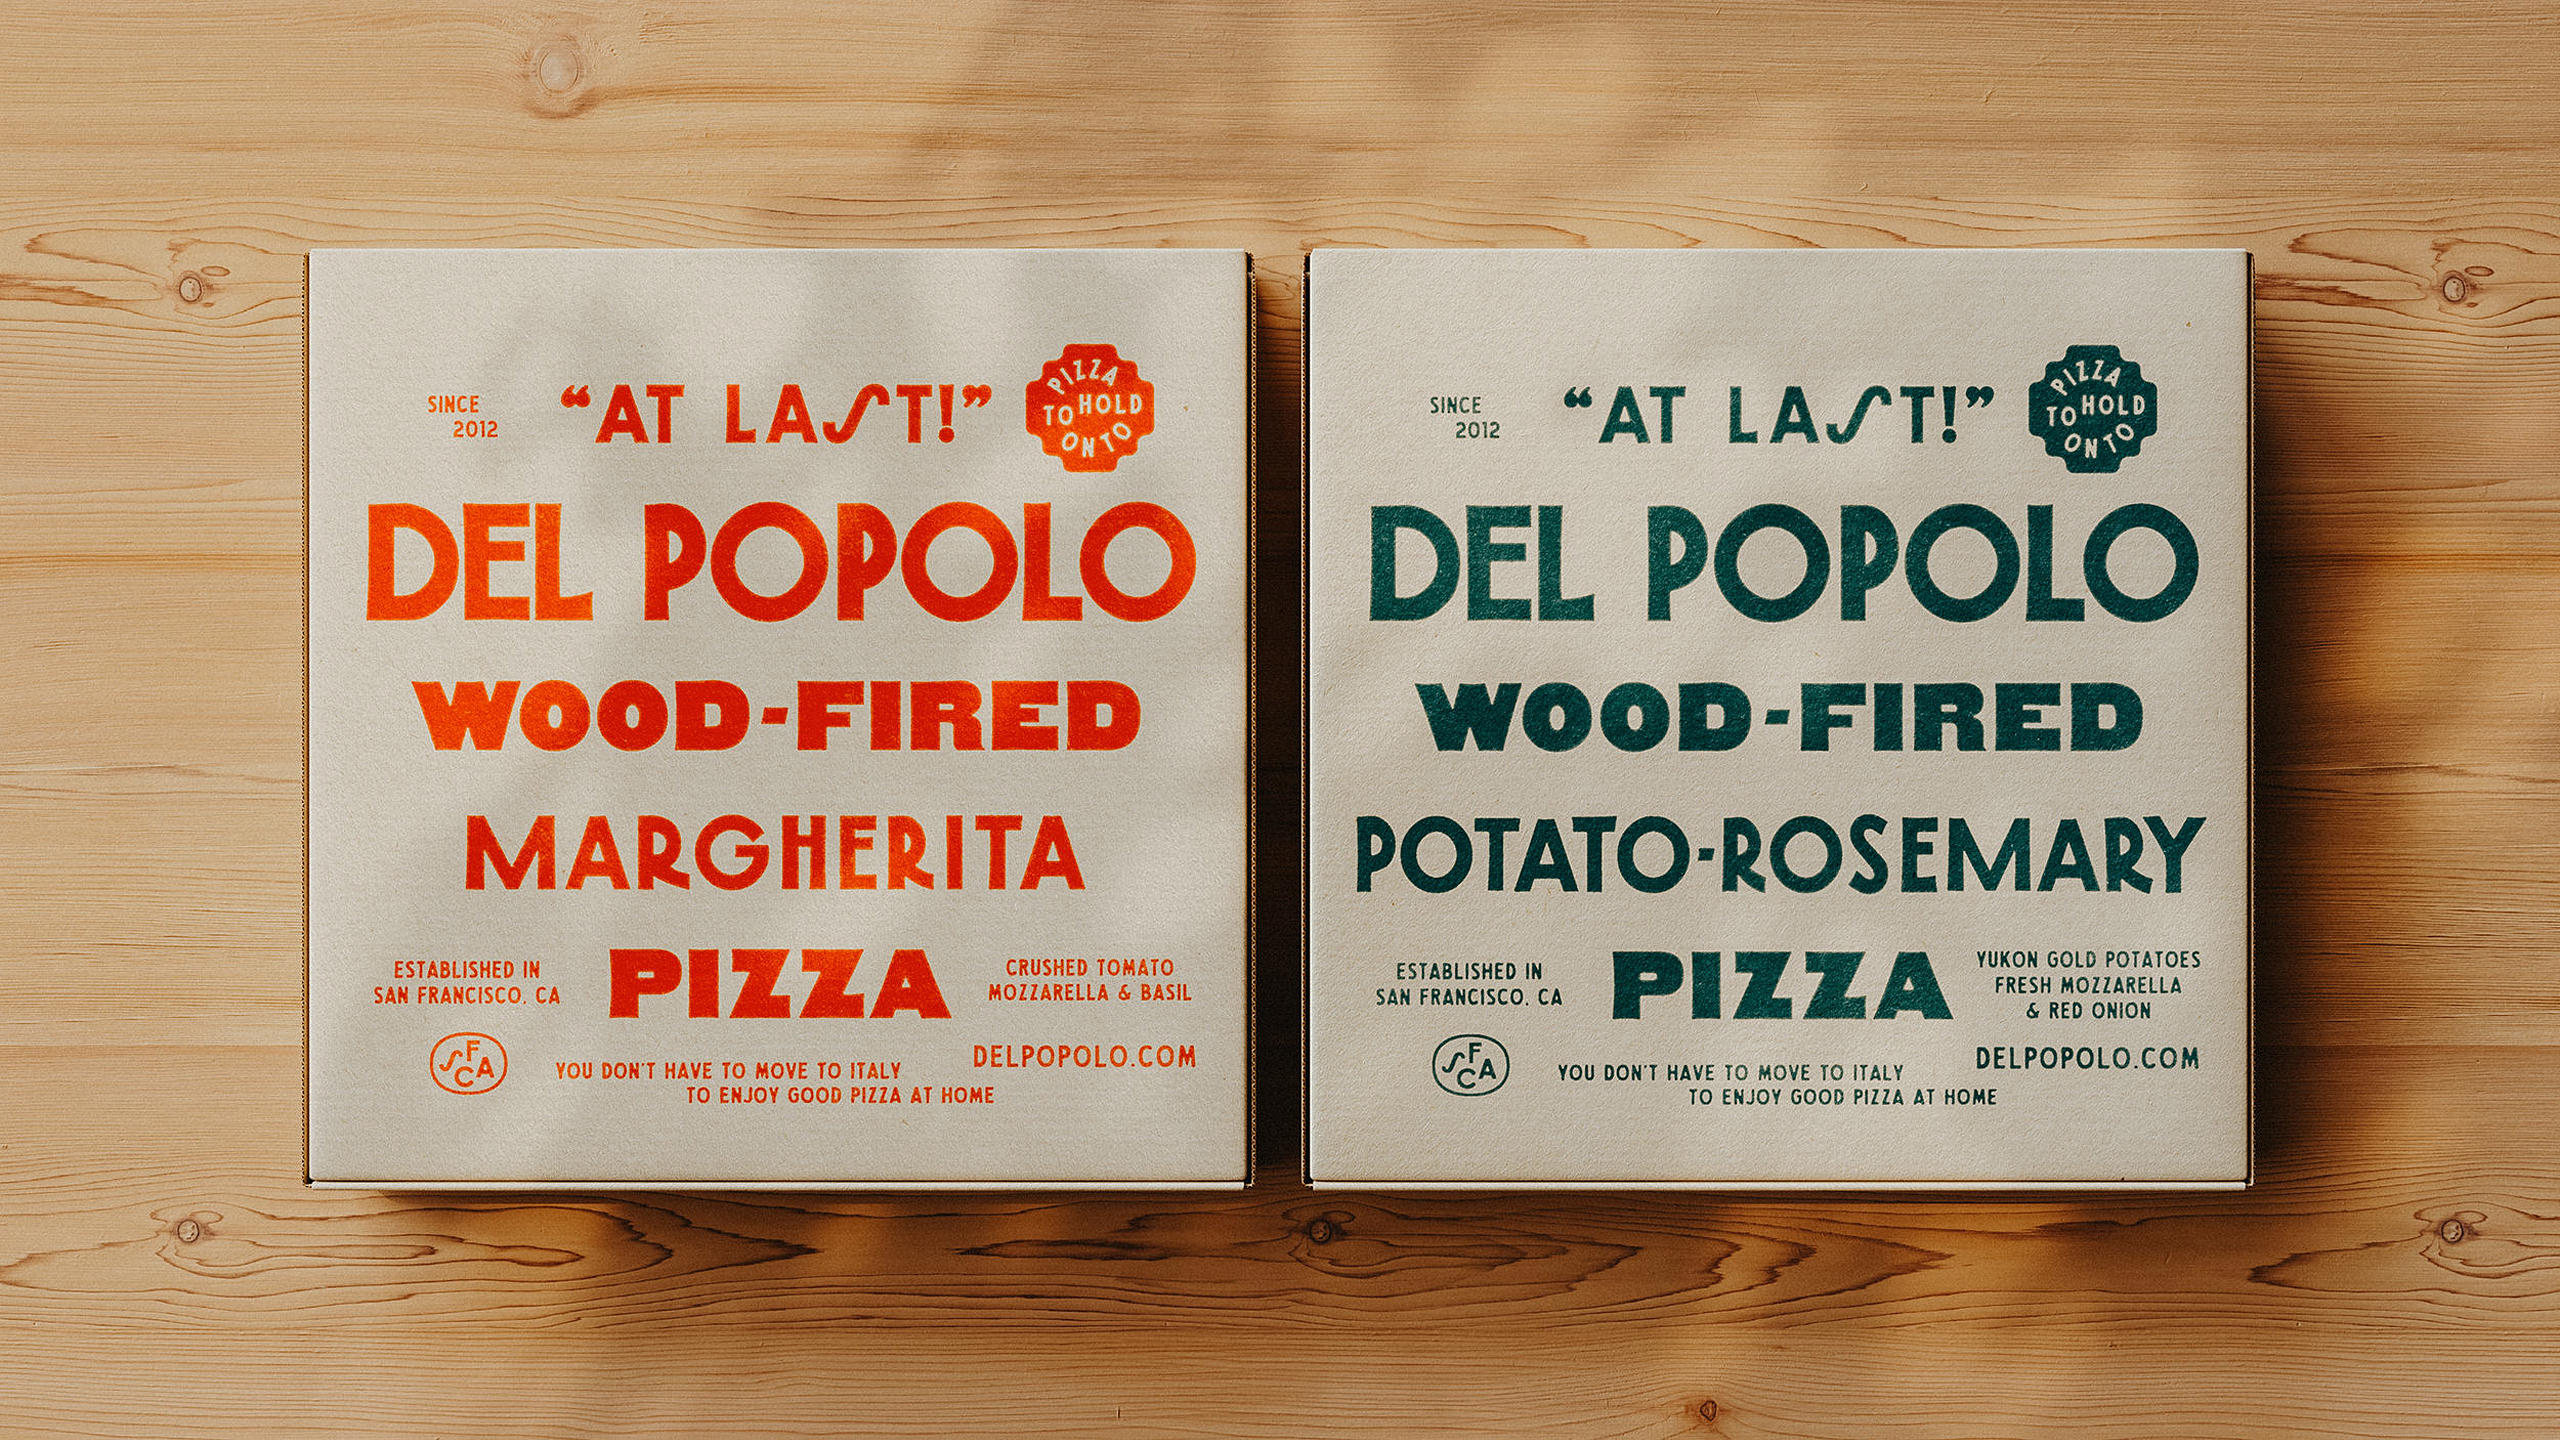 SINCE
2012
“AT LAST!”
PIZZA
TO HOLD
ONTO
DEL POPOLO
WOOD-FIRED
MARGHERITA
PIZZA
ESTABLISHED IN
SAN FRANCISCO, CA
CRUSHED TOMATO
MOZZARELLA & BASIL
SFCA
YOU DON'T HAVE TO MOVE TO ITALY
TO ENJOY GOOD PIZZA AT HOME
DELPOPOLO.COM
SINCE
2012
“AT LAST!”
PIZZA
TO HOLD
ONTO
DEL POPOLO
WOOD-FIRED
POTATO-ROSEMARY
PIZZA
ESTABLISHED IN
SAN FRANCISCO, CA
YUKON GOLD POTATOES
FRESH MOZZARELLA
& RED ONION
SFCA
YOU DON'T HAVE TO MOVE TO ITALY
TO ENJOY GOOD PIZZA AT HOME
DELPOPOLO.COM